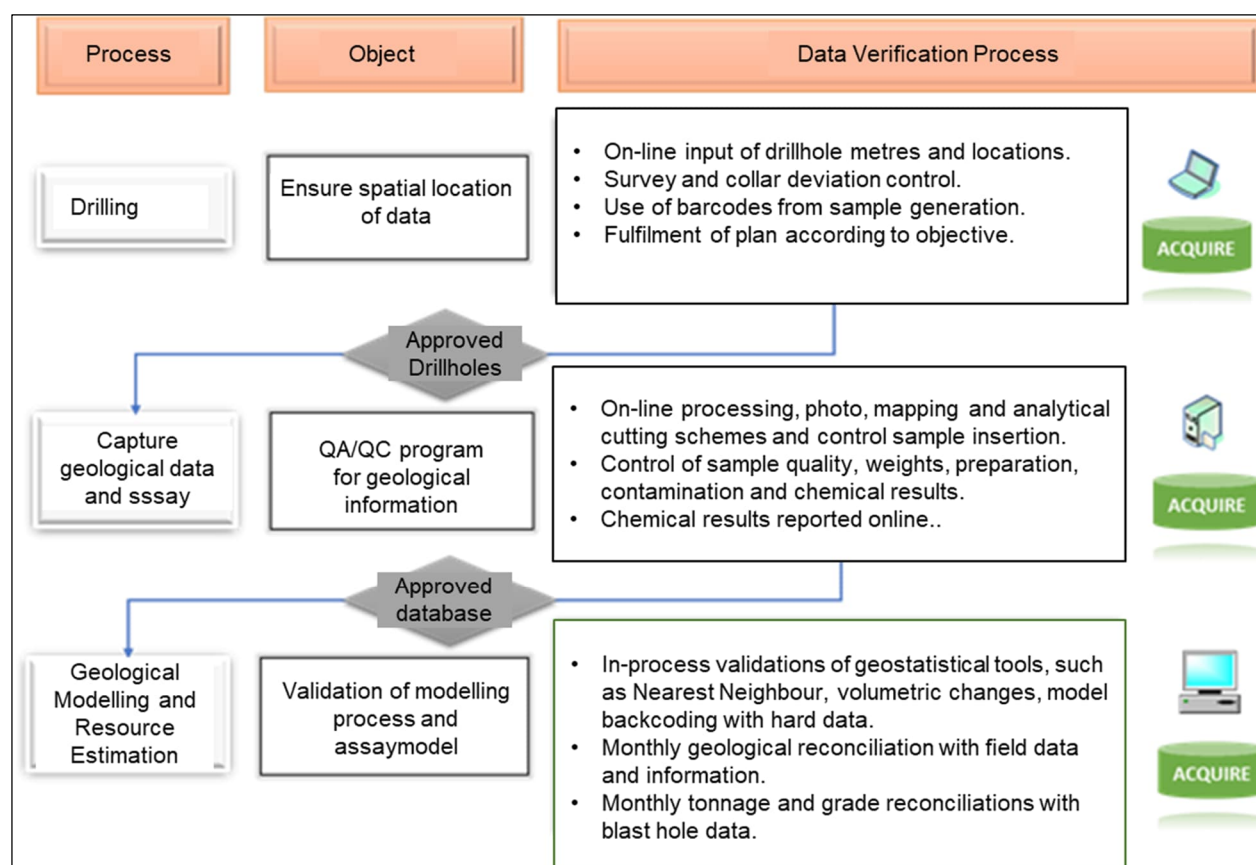 Process
Object
Data Verification Process
Drilling
Ensure spatial location
of data
• On-line input of drillhole metres and locations.
• Survey and collar deviation control.
• Use of barcodes from sample generation.
• Fulfilment of plan according to objective.
ACQUIRE
Approved
Drillholes
Capture
geological data
and sssay
QA/QC program
for geological
information
• On-line processing, photo, mapping and analytical
cutting schemes and control sample insertion.
• Control of sample quality, weights, preparation,
contamination and chemical results.
• Chemical results reported online..
ACQUIRE
Approved
database
Geological
Modelling and
Resource
Estimation
Validation of modelling
process and
assaymodel
• In-process validations of geostatistical tools, such
as Nearest Neighbour, volumetric changes, model
backcoding with hard data.
• Monthly geological reconciliation with field data
and information.
• Monthly tonnage and grade reconciliations with
blast hole data.
ACQUIRE